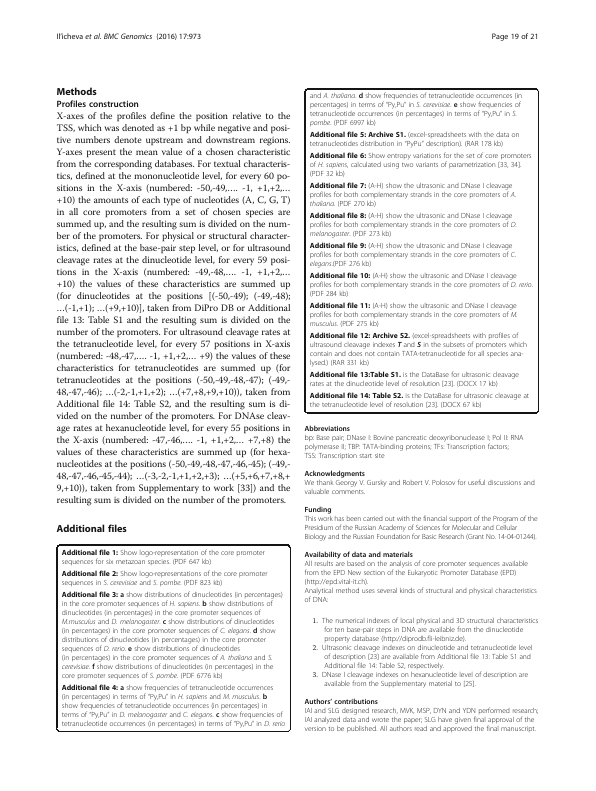 Il'icheva et al. BMC Genomics (2016) 17:973
Page 19 of 21
Methods
Profiles construction
X-axes of the profiles define the position relative to the
TSS, which was denoted as +1 bp while negative and posi-
tive numbers denote upstream and downstream regions.
Y-axes present the mean value of a chosen characteristic
from the corresponding databases. For textual characteris-
tics, defined at the mononucleotide level, for every 60 po-
sitions in the X-axis (numbered: -50,-49,…. -1, +1,+2,…
+10) the amounts of each type of nucleotides (A, C, G, T)
in all core promoters from a set of chosen species are
summed up, and the resulting sum is divided on the num-
ber of the promoters. For physical or structural character-
istics, defined at the base-pair step level, or for ultrasound
cleavage rates at the dinucleotide level, for every 59 posi-
tions in the X-axis (numbered: -49,-48,…. -1, +1,+2,…
+10) the values of these characteristics are summed up
(for dinucleotides at the positions [(-50,-49); (-49,-48);
…(-1,+1); …(+9,+10)], taken from DiPro DB or Additional
file 13: Table S1 and the resulting sum is divided on the
number of the promoters. For ultrasound cleavage rates at
the tetranucleotide level, for every 57 positions in X-axis
(numbered: -48,-47,…. -1, +1,+2,… +9) the values of these
characteristics for tetranucleotides are summed up (for
tetranucleotides at the positions (-50,-49,-48,-47); (-49,-
48,-47,-46); …(-2,-1,+1,+2); …(+7,+8,+9,+10)), taken from
Additional file 14: Table S2, and the resulting sum is di-
vided on the number of the promoters. For DNAse cleav-
age rates at hexanucleotide level, for every 55 positions in
the X-axis (numbered: -47,-46,…. -1, +1,+2,… +7,+8) the
values of these characteristics are summed up (for hexa-
nucleotides at the positions (-50,-49,-48,-47,-46,-45); (-49,-
48,-47,-46,-45,-44); …(-3,-2,-1,+1,+2,+3); …(+5,+6,+7,+8,+
9,+10)), taken from Supplementary to work [33]) and the
resulting sum is divided on the number of the promoters.
Additional files
Additional file 1: Show logo-representation of the core promoter
sequences for six metazoan species. (PDF 647 kb)
Additional file 2: Show logo-representations of the core promoter
sequences in S. cerevisiae and S. pombe. (PDF 823 kb)
Additional file 3: a show distributions of dinucleotides (in percentages)
in the core promoter sequences of H. sapiens. b show distributions of
dinucleotides (in percentages) in the core promoter sequences of
M.musculus and D. melanogaster. c show distributions of dinucleotides
(in percentages) in the core promoter sequences of C. elegans. d show
distributions of dinucleotides (in percentages) in the core promoter
sequences of D. rerio. e show distributions of dinucleotides
(in percentages) in the core promoter sequences of A. thaliana and S.
cerevisiae. f show distributions of dinucleotides (in percentages) in the
core promoter sequences of S. pombe. (PDF 6776 kb)
Additional file 4: a show frequencies of tetranucleotide occurrences
(in percentages) in terms of "Py,Pu" in H. sapiens and M. musculus. b
show frequencies of tetranucleotide occurrences (in percentages) in
terms of "Py,Pu" in D. melanogaster and C. elegans. c show frequencies of
tetranucleotide occurrences (in percentages) in terms of "Py,Pu" in D. rerio
and A. thaliana. d show frequencies of tetranucleotide occurrences (in
percentages) in terms of "Py,Pu" in S. cerevisiae. e show frequencies of
tetranucleotide occurrences (in percentages) in terms of "Py,Pu" in S.
pombe. (PDF 6997 kb)
Additional file 5: Archive S1. (excel-spreadsheets with the data on
tetranucleotides distribution in "PyPu" description). (RAR 178 kb)
Additional file 6: Show entropy variations for the set of core promoters
of H. sapiens, calculated using two variants of parametrization [33, 34].
(PDF 32 kb)
Additional file 7: (A-H) show the ultrasonic and DNase I cleavage
profiles for both complementary strands in the core promoters of A.
thaliana. (PDF 270 kb)
Additional file 8: (A-H) show the ultrasonic and DNase I cleavage
profiles for both complementary strands in the core promoters of D.
melanogaster. (PDF 273 kb)
Additional file 9: (A-H) show the ultrasonic and DNase I cleavage
profiles for both complementary strands in the core promoters of C.
elegans.(PDF 276 kb)
Additional file 10: (A-H) show the ultrasonic and DNase I cleavage
profiles for both complementary strands in the core promoters of D. rerio.
(PDF 284 kb)
Additional file 11: (A-H) show the ultrasonic and DNase I cleavage
profiles for both complementary strands in the core promoters of M.
musculus. (PDF 275 kb)
Additional file 12: Archive S2. (excel-spreadsheets with profiles of
ultrasound cleavage indexes T and S in the subsets of promoters which
contain and does not contain TATA-tetranucleotide for all species ana-
lysed.) (RAR 331 kb)
Additional file 13:Table S1. is the DataBase for ultrasonic cleavage
rates at the dinucleotide level of resolution [23]. (DOCX 17 kb)
Additional file 14: Table S2. is the DataBase for ultrasonic cleavage at
the tetranucleotide level of resolution [23]. (DOCX 67 kb)
Abbreviations
bp: Base pair; DNase I: Bovine pancreatic deoxyribonuclease I; Pol II: RNA
polymerase II; TBP: TATA-binding proteins; TFs: Transcription factors;
TSS: Transcription start site
Acknowledgments
We thank Georgy V. Gursky and Robert V. Polosov for useful discussions and
valuable comments.
Funding
This work has been carried out with the financial support of the Program of the
Presidium of the Russian Academy of Sciences for Molecular and Cellular
Biology and the Russian Foundation for Basic Research (Grant No. 14-04-01244).
Availability of data and materials
All results are based on the analysis of core promoter sequences available
from the EPD New section of the Eukaryotic Promoter Database (EPD)
(http://epd.vital-it.ch).
Analytical method uses several kinds of structural and physical characteristics
of DNA:
1. The numerical indexes of local physical and 3D structural characteristics
for ten base-pair steps in DNA are available from the dinucleotide
property database (http://diprodb.fli-leibniz.de).
2. Ultrasonic cleavage indexes on dinucleotide and tetranucleotide level
of description [23] are available from Additional file 13: Table S1 and
Additional file 14: Table S2, respectively.
3. DNase I cleavage indexes on hexanucleotide level of description are
available from the Supplementary material to [25].
Authors' contributions
IAI and SLG designed research, MVK, MSP, DYN and YDN performed research;
IAI analyzed data and wrote the paper, SLG have given final approval of the
version to be published. All authors read and approved the final manuscript.